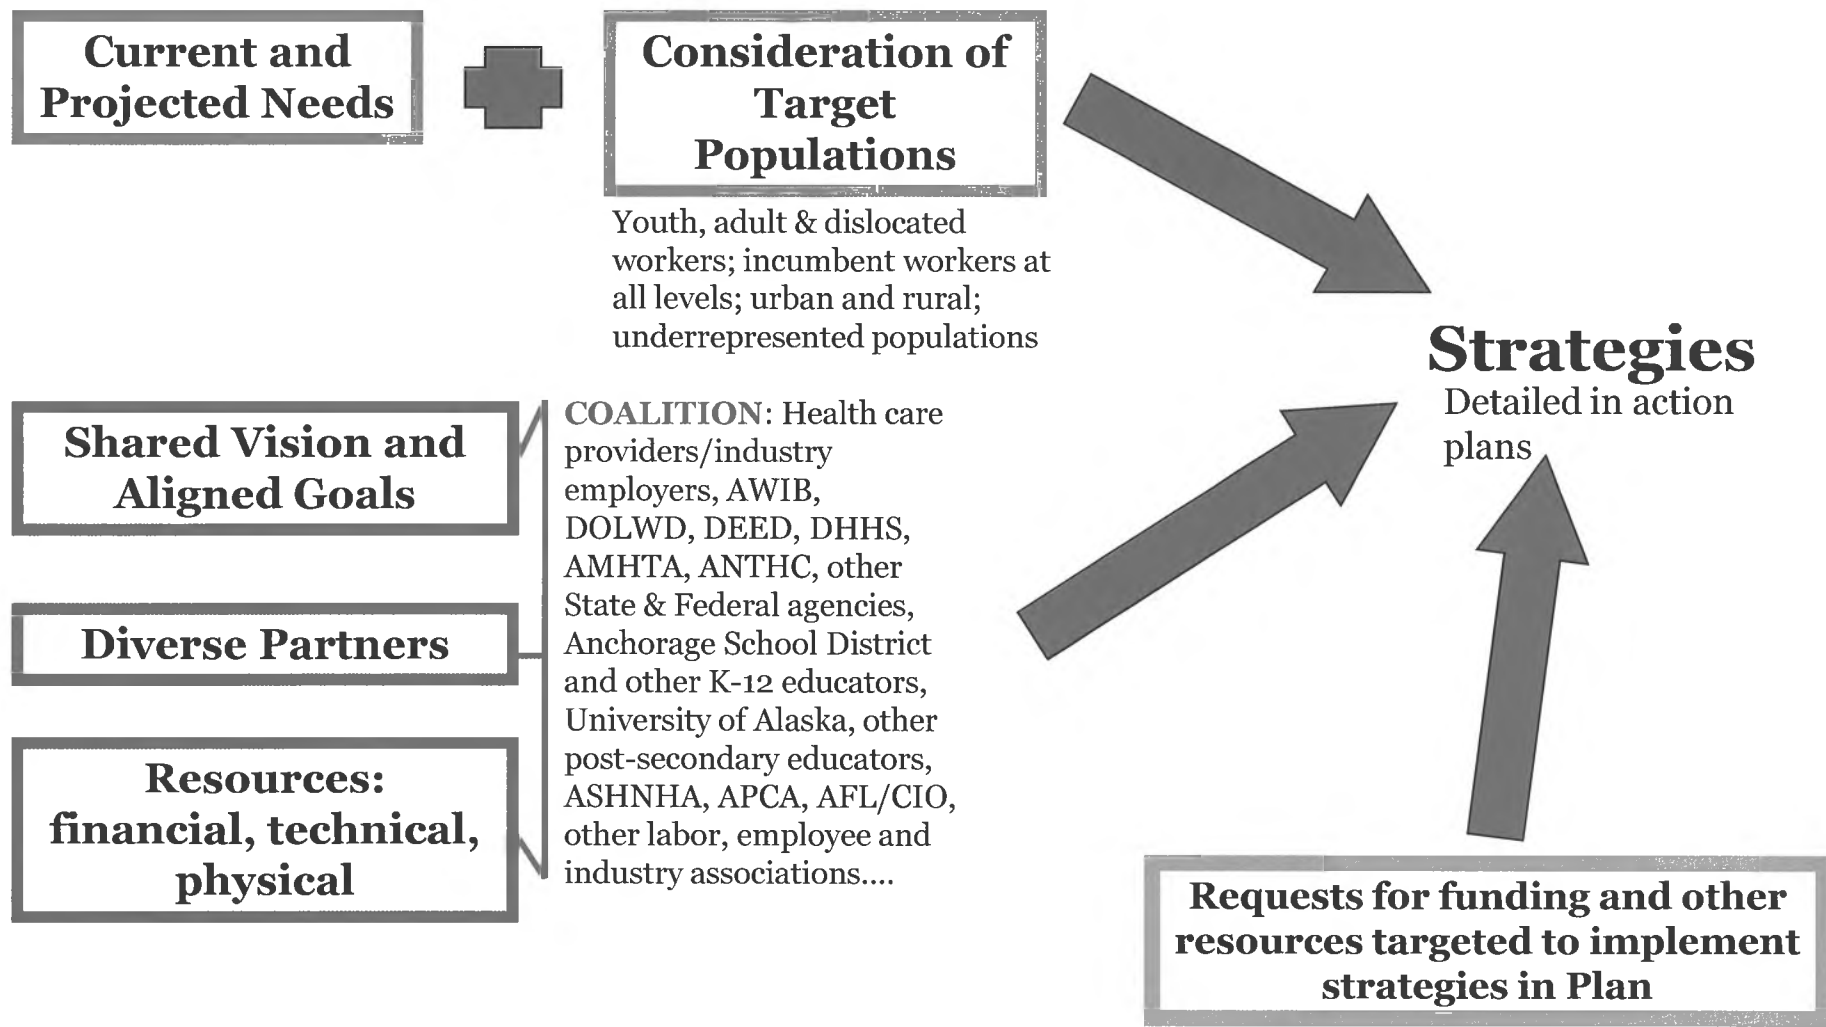 Current and
Projected Needs
Consideration of
Target
Populations
Youth, adult & dislocated
workers; incumbent workers at
all levels; urban and rural;
underrepresented populations
Strategies
Detailed in action
plans
Shared Vision and
Aligned Goals
Diverse Partners
Resources:
financial, technical,
physical
COALITION: Health care
providers/industry
employers, AWIB,
DOLWD, DEED, DHHS,
AMHTA, ANTHC, other
State & Federal agencies,
Anchorage School District
and other K-12 educators,
University of Alaska, other
post-secondary educators,
ASHNHA, APCA, AFL/CIO,
other labor, employee and
industry associations....
Requests for funding and other
resources targeted to implement
strategies in Plan